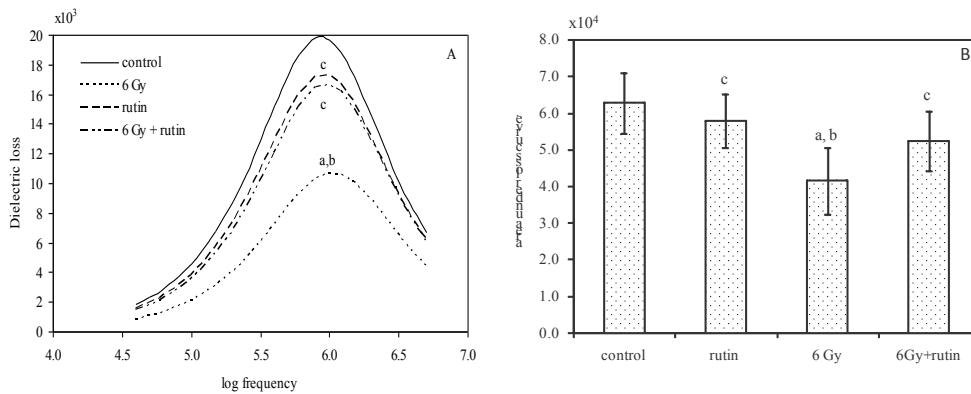 x10³
20
18
16
14
12
10
8
6
4
2
0
Dielectric loss
A
control
6 Gy
rutin
6 Gy + rutin
c
c
a,b
4.0 4.5 5.0 5.5 6.0 6.5 7.0
log frequency
x10⁴
8.0
7.0
6.0
5.0
4.0
3.0
2.0
1.0
0.0
B
c
a, b
c
control rutin 6 Gy 6Gy+rutin